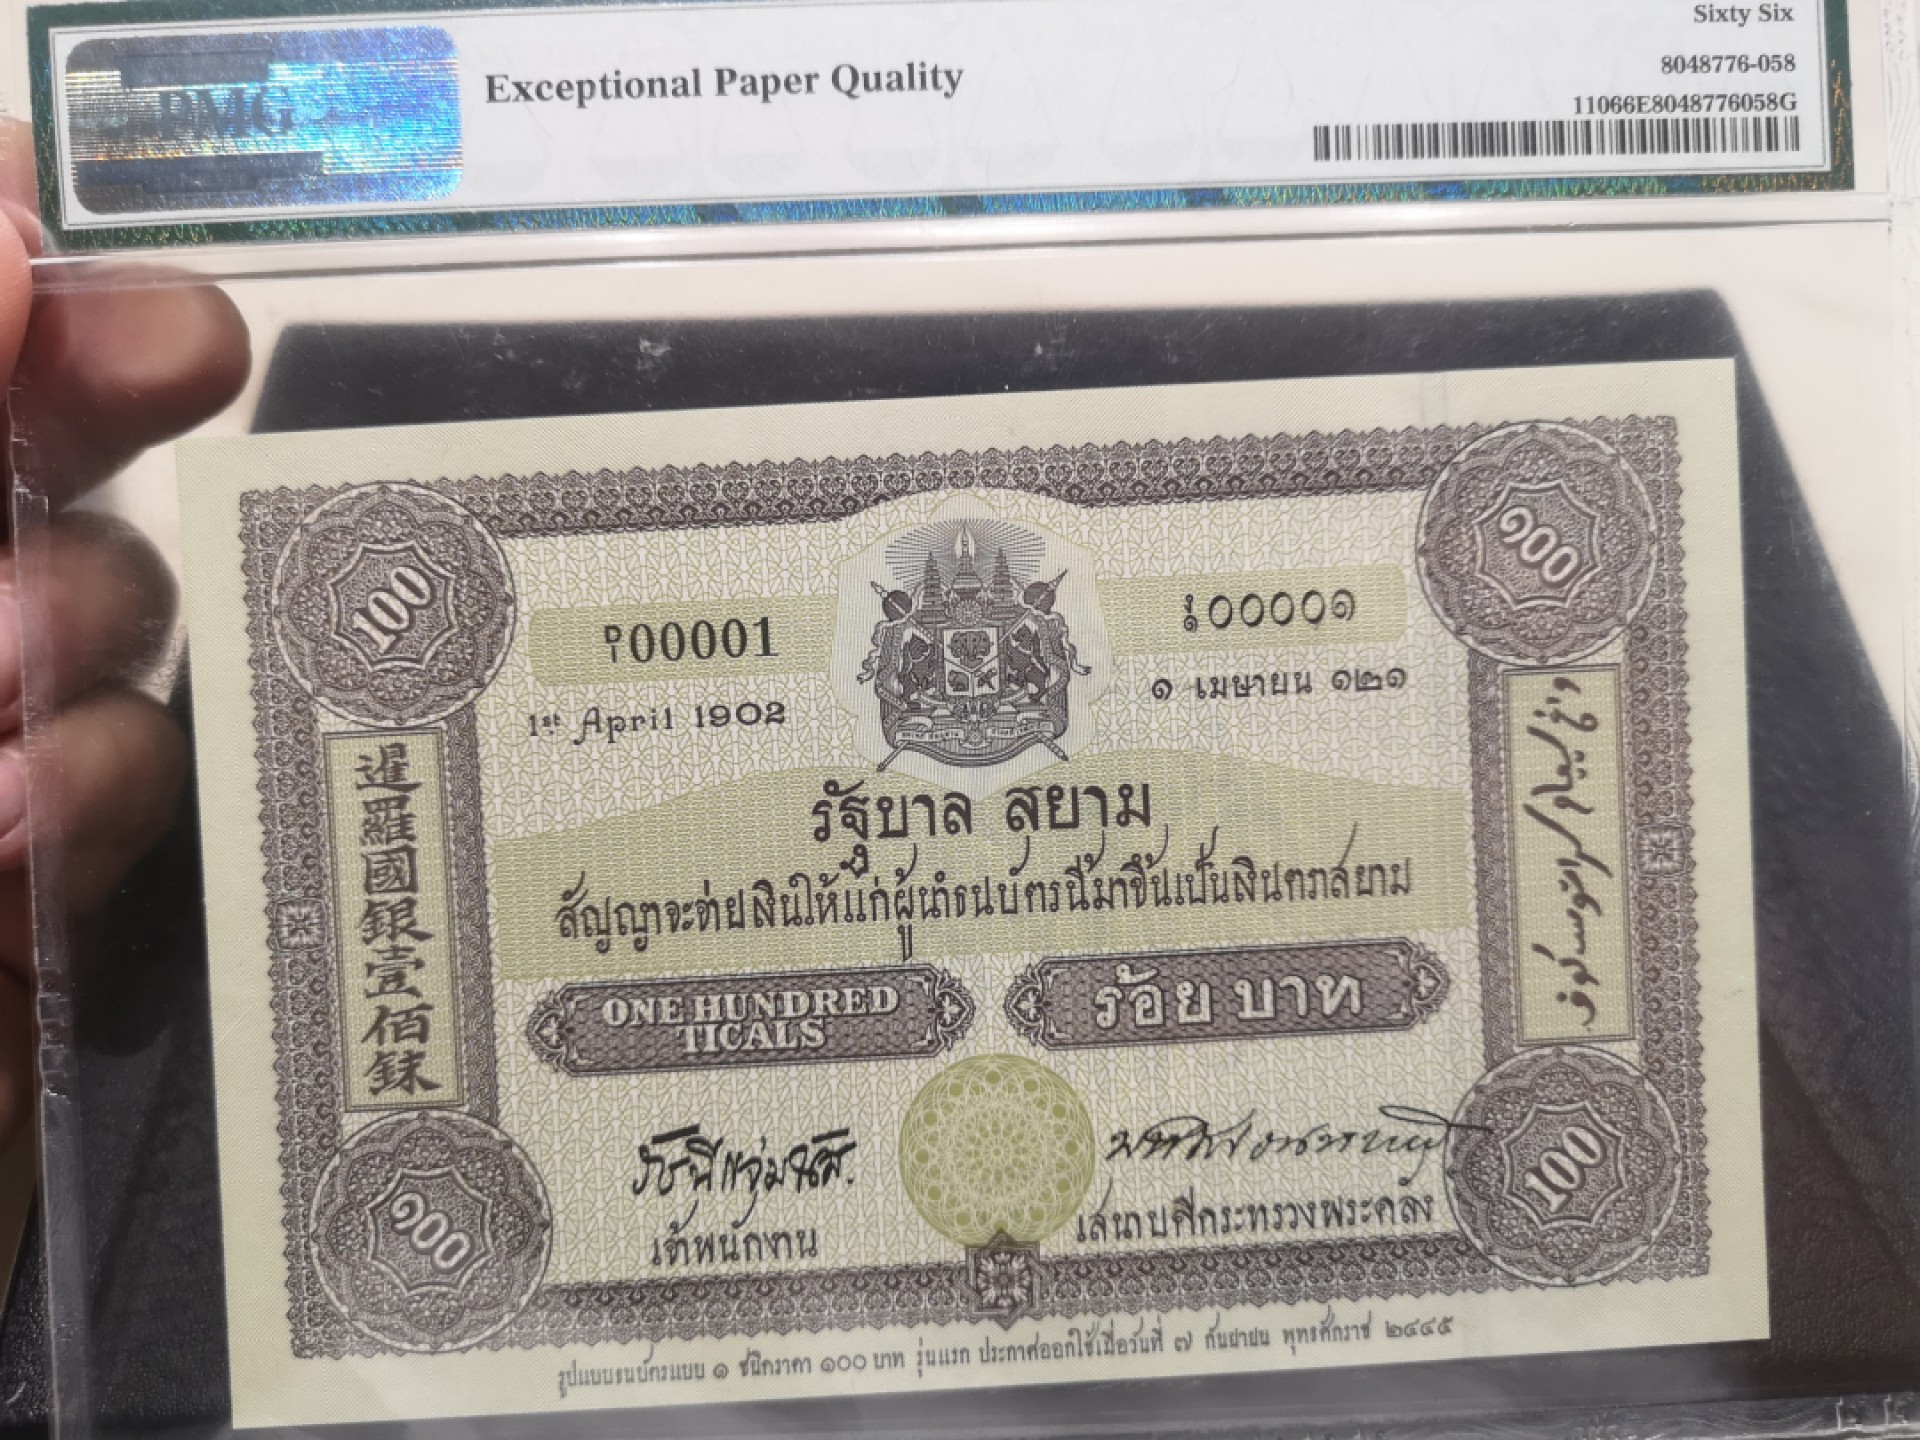 Sixty Six
PMG
Exceptional Paper Quality
8048776-058
11066E8048776058G
100
๑๐๐
P/1 00001
๐๐๐๐๑
1st April 1902
๑ เมษายน ๑๒๑
暹羅國銀壹佰銖
รัฐบาล สยาม
สัญญาจะจ่ายเงินให้แก่ผู้นำธนบัตรนี้มาขึ้นเป็นเงินตราสยาม
ONE HUNDRED
TICALS
ร้อย บาท
เจ้าพนักงาน
เสนาบดีกระทรวงพระคลัง
๑๐๐
100
รูปแบบธนบัตรแบบ ๑ ชนิดราคา ๑๐๐ บาท รุ่นแรก ประกาศออกใช้เมื่อวันที่ ๗ กันยายน พุทธศักราช ๒๔๔๕